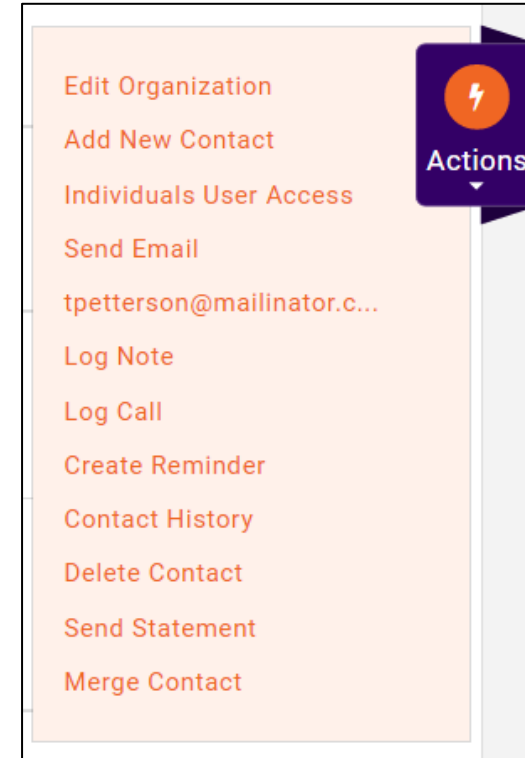 Edit Organization
Add New Contact
Individuals User Access
Send Email
tpetterson@mailinator.c...
Log Note
Log Call
Create Reminder
Contact History
Delete Contact
Send Statement
Merge Contact
Actions